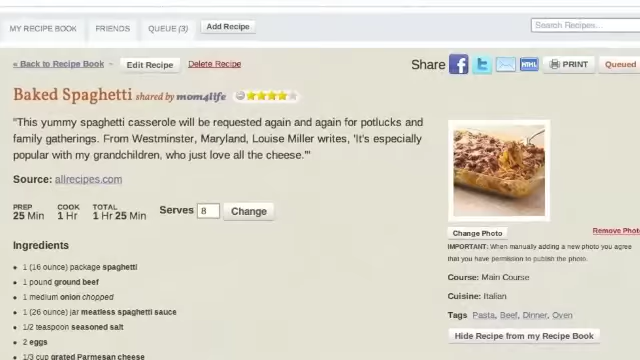 MY RECIPE BOOK FRIENDS QUEUE (3) Add Recipe Search Recipes...
« Back to Recipe Book ~ Edit Recipe Delete Recipe Share f t HTML PRINT Queued
Baked Spaghetti shared by mom4life
"This yummy spaghetti casserole will be requested again and again for potlucks and
family gatherings. From Westminster, Maryland, Louise Miller writes, 'It's especially
popular with my grandchildren, who just love all the cheese.'"
Source: allrecipes.com
PREP COOK TOTAL
25 Min 1 Hr 1 Hr 25 Min Serves 8 Change
Ingredients
• 1 (16 ounce) package spaghetti
• 1 pound ground beef
• 1 medium onion chopped
• 1 (26 ounce) jar meatless spaghetti sauce
• 1/2 teaspoon seasoned salt
• 2 eggs
• 1/3 cup grated Parmesan cheese
Change Photo Remove Photo
IMPORTANT: When manually adding a new photo you agree
that you have permission to publish the photo.
Course: Main Course
Cuisine: Italian
Tags Pasta, Beef, Dinner, Oven
Hide Recipe from my Recipe Book